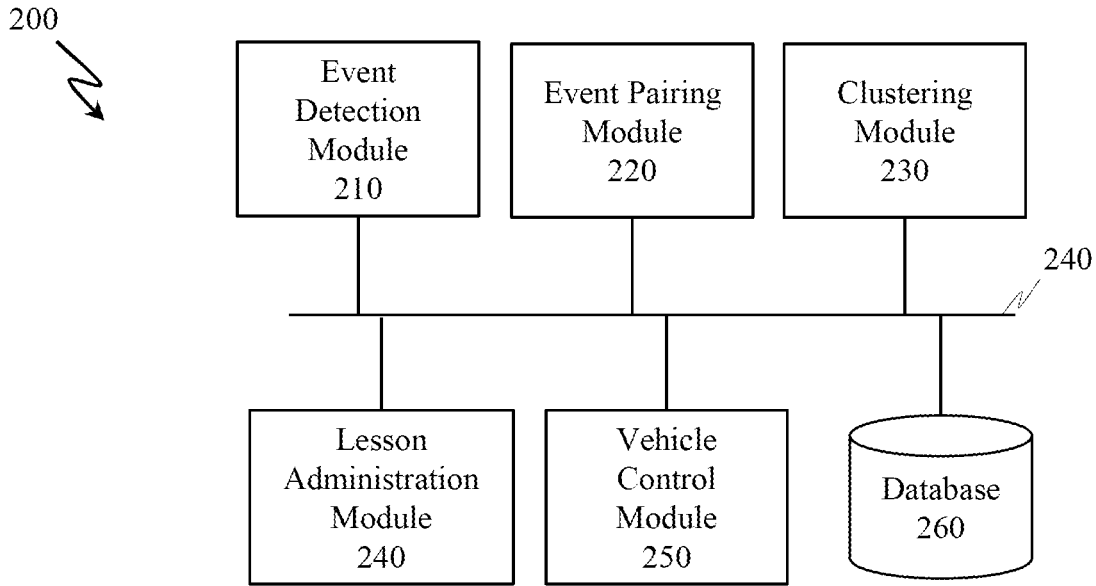 200
Event
Detection
Module
210
Event Pairing
Module
220
Clustering
Module
230
240
Lesson
Administration
Module
240
Vehicle
Control
Module
250
Database
260